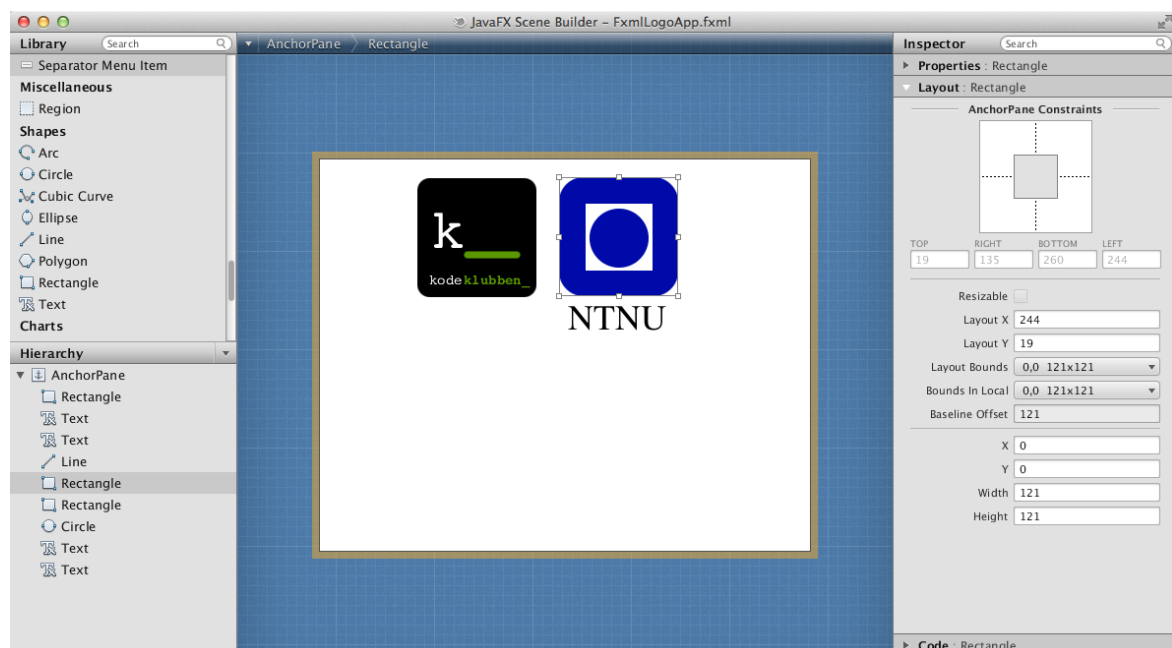 JavaFX Scene Builder – FxmlLogoApp.fxml
Library Search
Separator Menu Item
Miscellaneous
Region
Shapes
Arc
Circle
Cubic Curve
Ellipse
Line
Polygon
Rectangle
Text
Charts
Hierarchy
AnchorPane
Rectangle
Text
Text
Line
Rectangle
Rectangle
Circle
Text
Text
AnchorPane Rectangle
k_
kodeklubben_
NTNU
Inspector Search
Properties : Rectangle
Layout : Rectangle
AnchorPane Constraints
TOP RIGHT BOTTOM LEFT
19 135 260 244
Resizable
Layout X 244
Layout Y 19
Layout Bounds 0,0 121x121
Bounds In Local 0,0 121x121
Baseline Offset 121
X 0
Y 0
Width 121
Height 121
Code : Rectangle